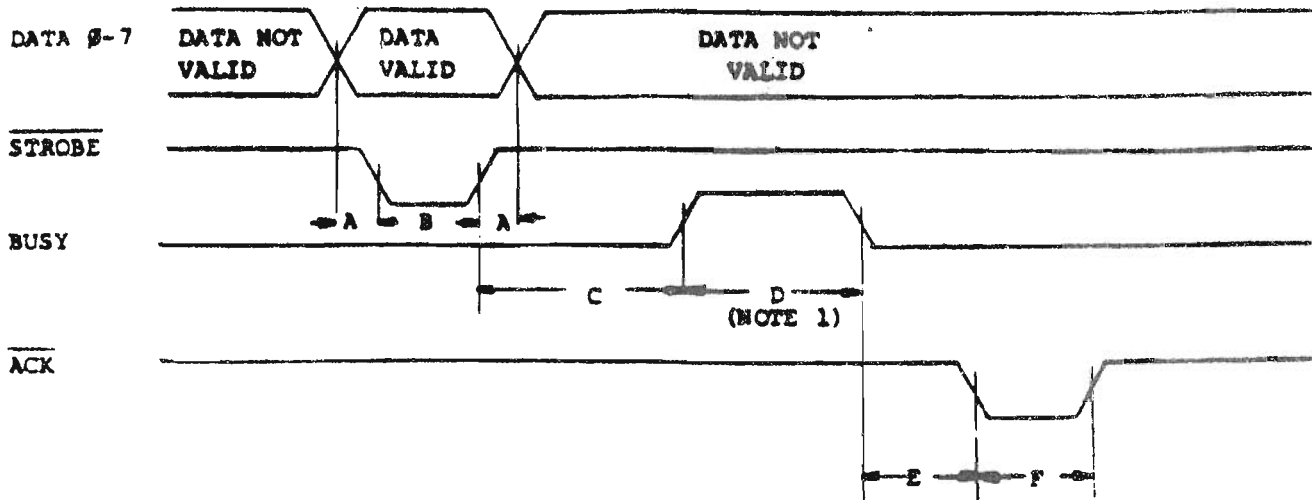 DATA Ø-7
DATA NOT
VALID
DATA
VALID
DATA NOT
VALID
STROBE
A
B
A
BUSY
C
D
(NOTE 1)
ACK
E
F